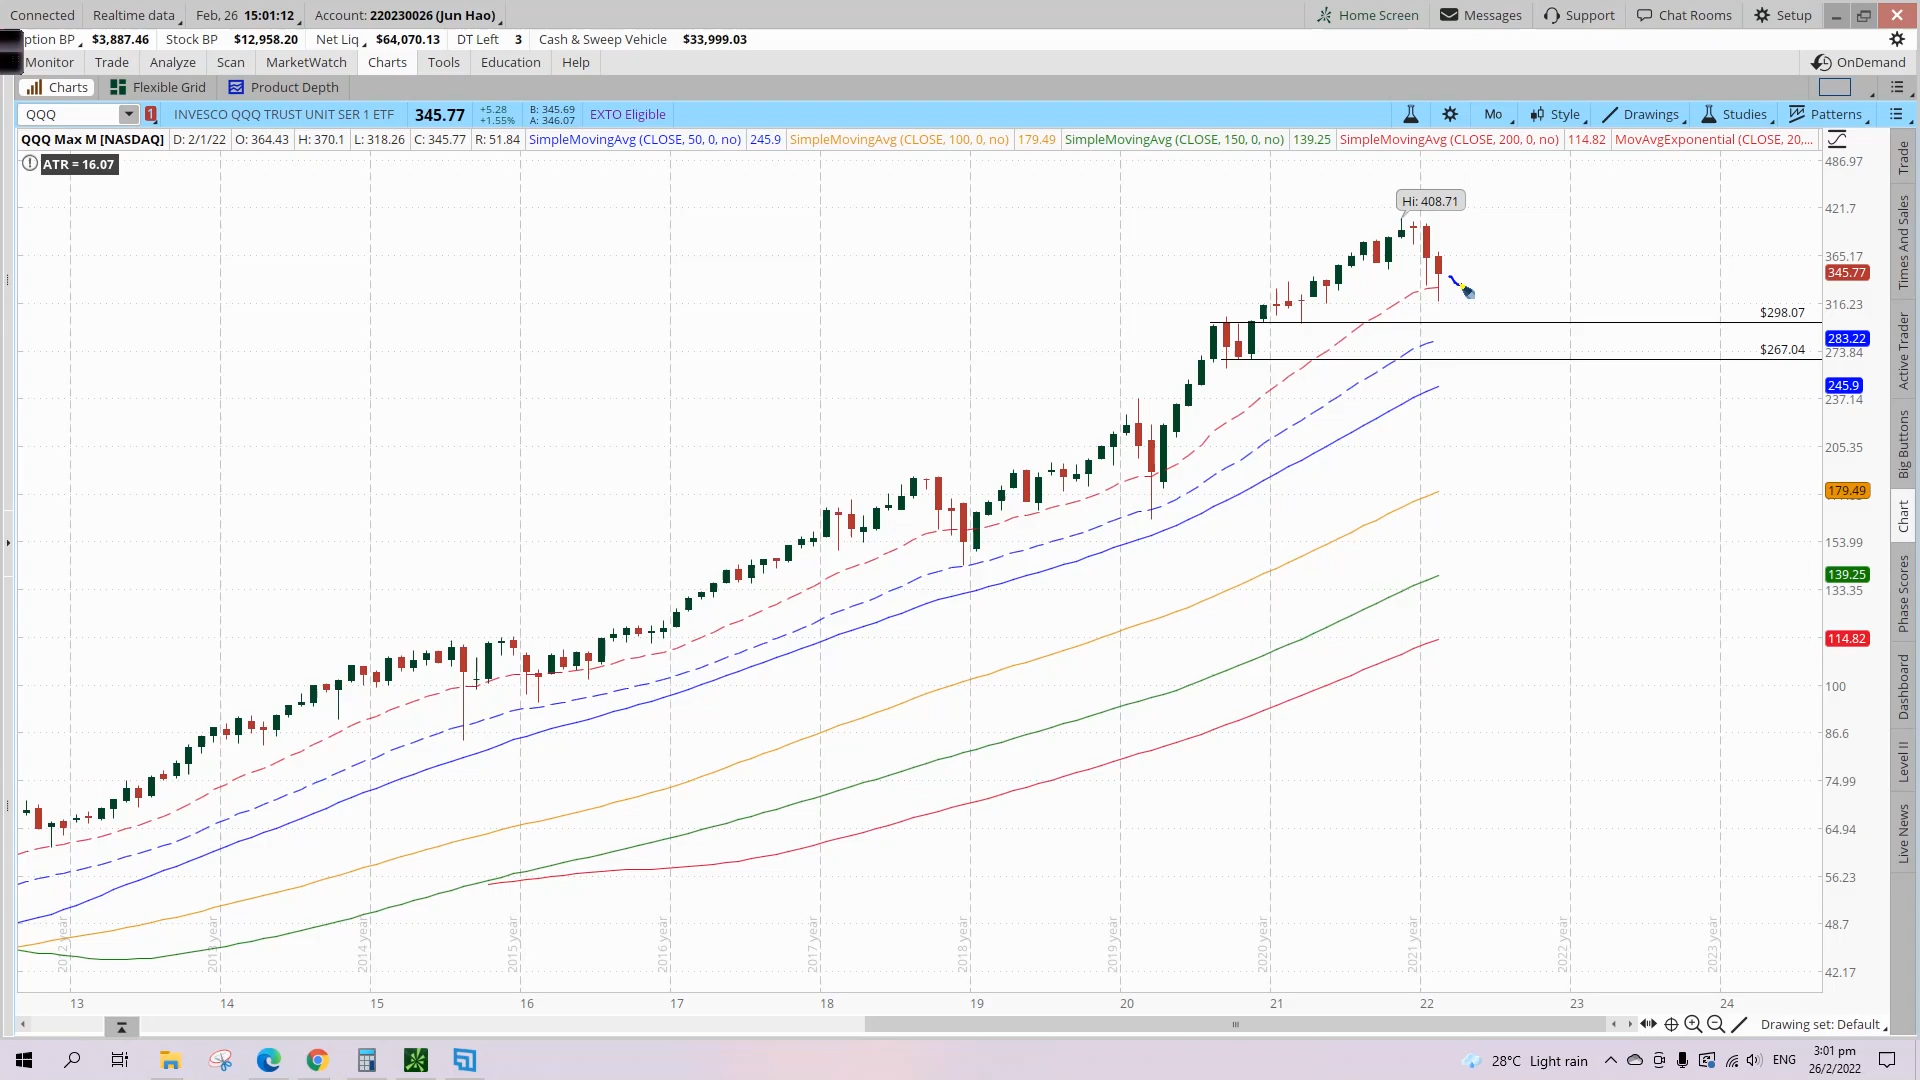 Connected Realtime data Feb, 26 15:01:12 Account: 220230026 (Jun Hao) Home Screen Messages Support Chat Rooms Setup
ption BP $3,887.46 Stock BP $12,958.20 Net Liq $64,070.13 DT Left 3 Cash & Sweep Vehicle $33,999.03
Monitor Trade Analyze Scan MarketWatch Charts Tools Education Help OnDemand
Charts Flexible Grid Product Depth
QQQ 1 INVESCO QQQ TRUST UNIT SER 1 ETF 345.77 +5.28 +1.55% B: 345.69 A: 346.07 EXTO Eligible Mo Style Drawings Studies Patterns
QQQ Max M [NASDAQ] D: 2/1/22 O: 364.43 H: 370.1 L: 318.26 C: 345.77 R: 51.84 SimpleMovingAvg (CLOSE, 50, 0, no) 245.9 SimpleMovingAvg (CLOSE, 100, 0, no) 179.49 SimpleMovingAvg (CLOSE, 150, 0, no) 139.25 SimpleMovingAvg (CLOSE, 200, 0, no) 114.82 MovAvgExponential (CLOSE, 20,...
ATR = 16.07
486.97
Hi: 408.71
421.7
365.17
345.77
316.23
$298.07
283.22
$267.04
273.84
245.9
237.14
205.35
179.49
153.99
139.25
133.35
114.82
100
86.6
74.99
64.94
56.23
48.7
42.17
2012 year 2013 year 2014 year 2015 year 2016 year 2017 year 2018 year 2019 year 2020 year 2021 year 2022 year 2023 year
13 14 15 16 17 18 19 20 21 22 23 24
Trade
Times And Sales
Active Trader
Big Buttons
Chart
Phase Scores
Dashboard
Level II
Live News
Drawing set: Default
28°C Light rain ENG 3:01 pm
26/2/2022